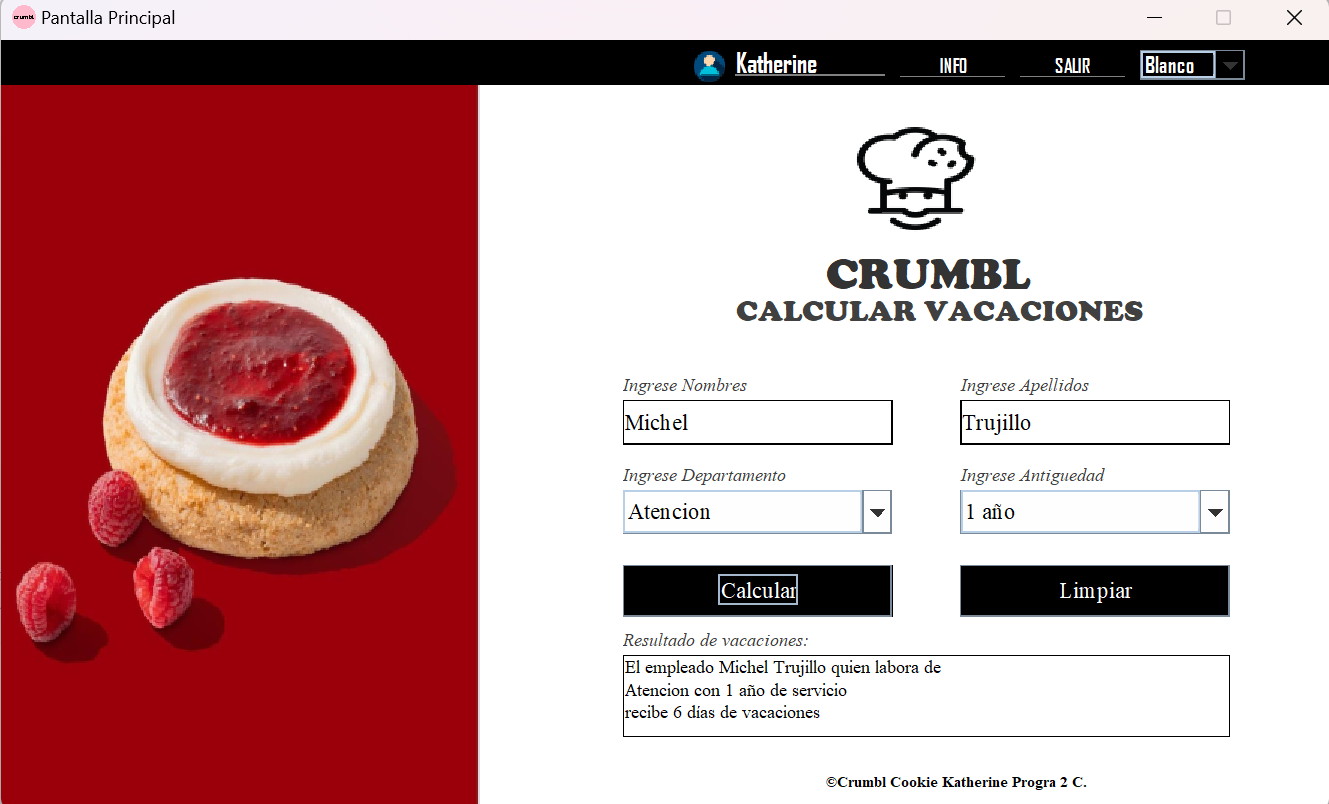 crumbl Pantalla Principal
Katherine INFO SALIR Blanco
CRUMBL
CALCULAR VACACIONES
Ingrese Nombres Ingrese Apellidos
Michel Trujillo
Ingrese Departamento Ingrese Antiguedad
Atencion 1 año
Calcular Limpiar
Resultado de vacaciones:
El empleado Michel Trujillo quien labora de
Atencion con 1 año de servicio
recibe 6 días de vacaciones
©Crumbl Cookie Katherine Progra 2 C.